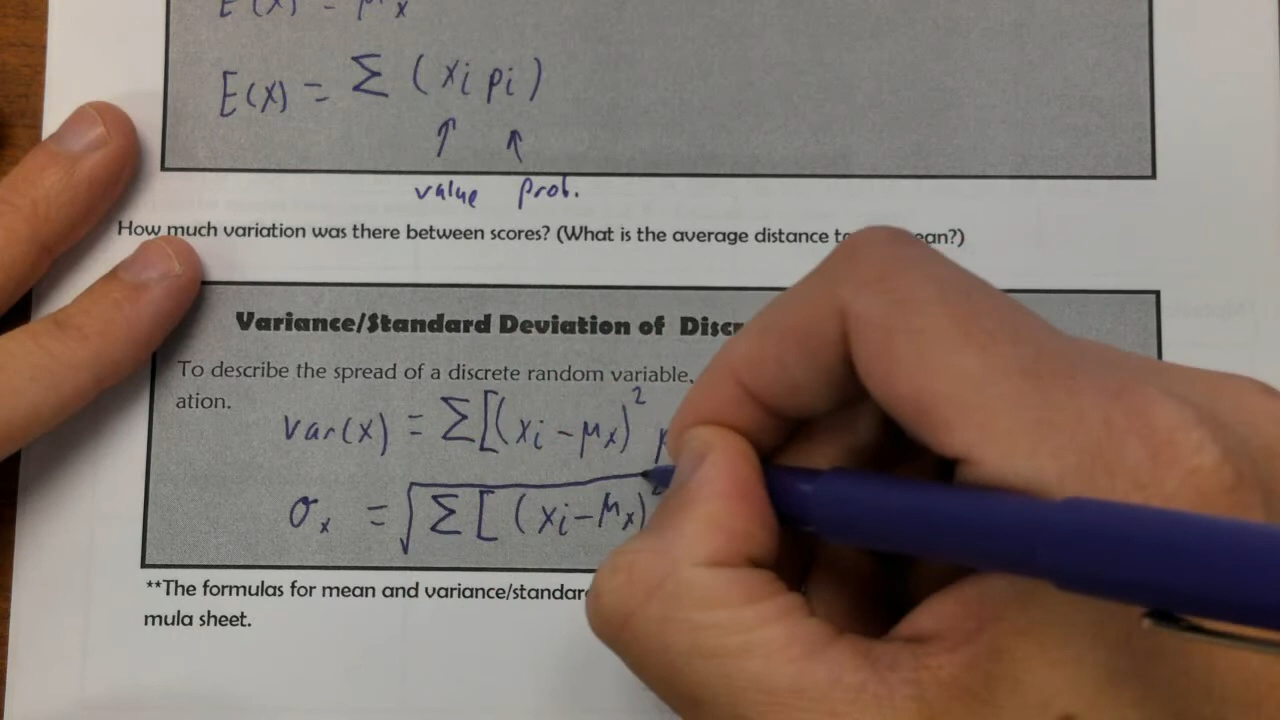 E(X) = μx
E(X) = Σ (xi pi)
↑ ↑
value prob.
How much variation was there between scores? (What is the average distance
Variance/Standard Deviation of
To describe the spread of a discrete random variable,
ation.
var(X) = Σ[(xi - μx)²
σx = √Σ[(xi - μx)²
**The formulas for mean and variance/standard
mula sheet.